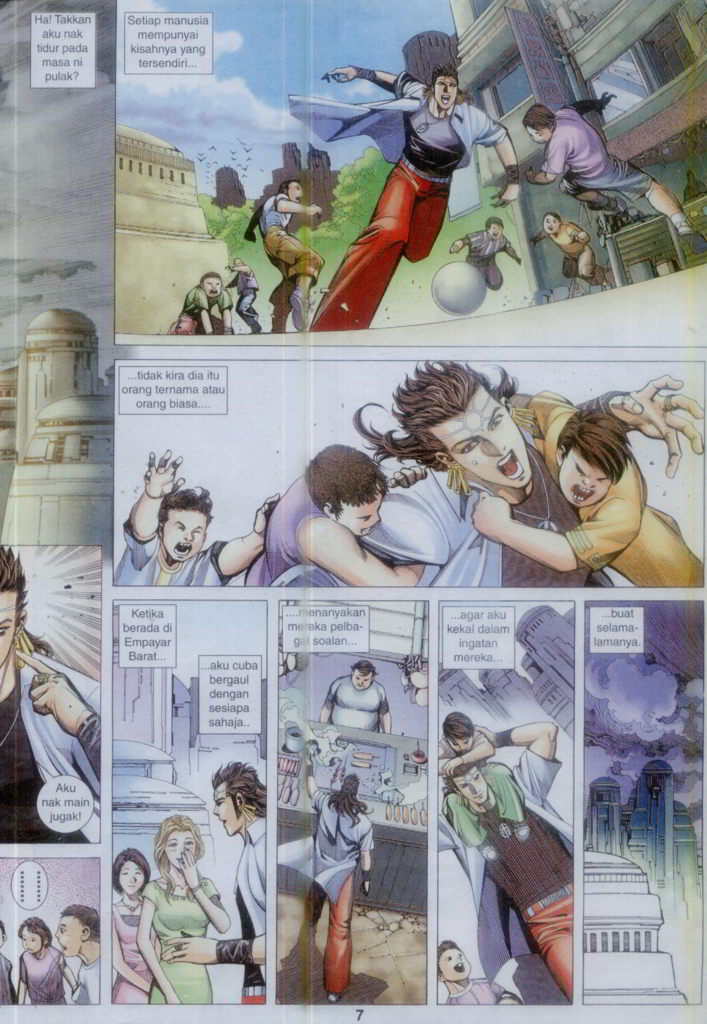 Ha! Takkan
aku nak
tidur pada
masa ni
pulak?
Aku
nak main
jugak!
Setiap manusia
mempunyai
kisahnya yang
tersendiri...
...tidak kira dia itu
orang ternama atau
orang biasa....
Ketika
berada di
Empayar
Barat...
...aku cuba
bergaul
dengan
sesiapa
sahaja..
....menanyakan
mereka pelba-
gai soalan...
...agar aku
kekal dalam
ingatan
mereka...
...buat
selama-
lamanya.
7